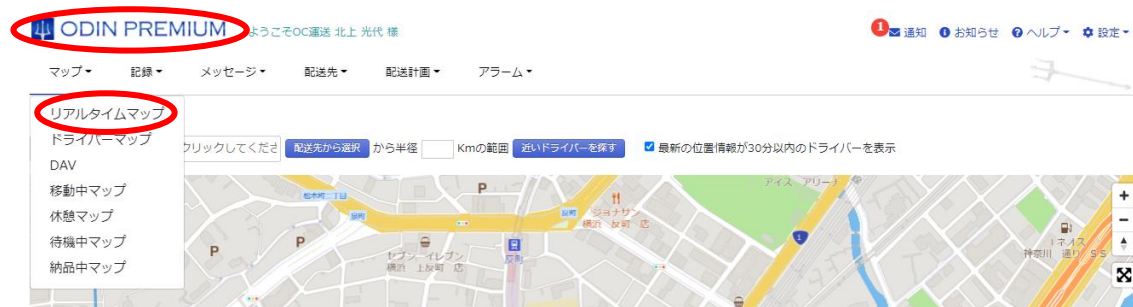 ODIN PREMIUM ようこそOC運送 北上 光代 様
1 通知 お知らせ ヘルプ 設定
マップ 記録 メッセージ 配送先 配送計画 アラーム
リアルタイムマップ
ドライバーマップ
DAV
移動中マップ
休憩マップ
待機中マップ
納品中マップ
クリックしてくださ 配送先から選択 から半径 Kmの範囲 近いドライバーを探す 最新の位置情報が30分以内のドライバーを表示
P
アイス アリーナ
反町
ジョナサン
横浜 反町 店
P
P
セブン-イレブン
横浜 上反町 店
反町
反町
1
神奈川 通り SS
+
−